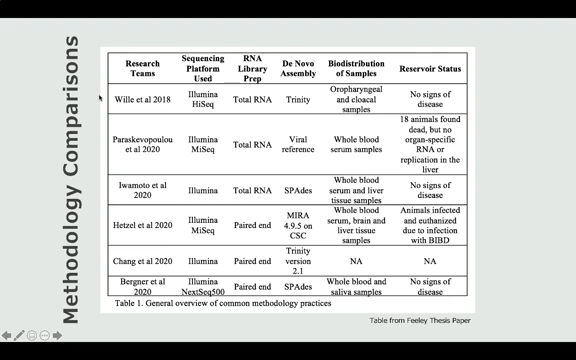 Methodology Comparisons
Research Teams | Sequencing Platform Used | RNA Library Prep | De Novo Assembly | Biodistribution of Samples | Reservoir Status
Wille et al 2018 | Illumina HiSeq | Total RNA | Trinity | Oropharyngeal and cloacal samples | No signs of disease
Paraskevopoulou et al 2020 | Illumina MiSeq | Total RNA | Viral reference | Whole blood serum samples | 18 animals found dead, but no organ-specific RNA or replication in the liver
Iwamoto et al 2020 | Illumina | Total RNA | SPAdes | Whole blood serum and liver tissue samples | No signs of disease
Hetzel et al 2020 | Illumina MiSeq | Paired end | MIRA 4.9.5 on CSC | Whole blood serum, brain and liver tissue samples | Animals infected and euthanized due to infection with BIBD
Chang et al 2020 | Illumina | Paired end | Trinity version 2.1 | NA | NA
Bergner et al 2020 | Illumina NextSeq500 | Paired end | SPAdes | Whole blood and saliva samples | No signs of disease
Table 1. General overview of common methodology practices
Table from Feeley Thesis Paper